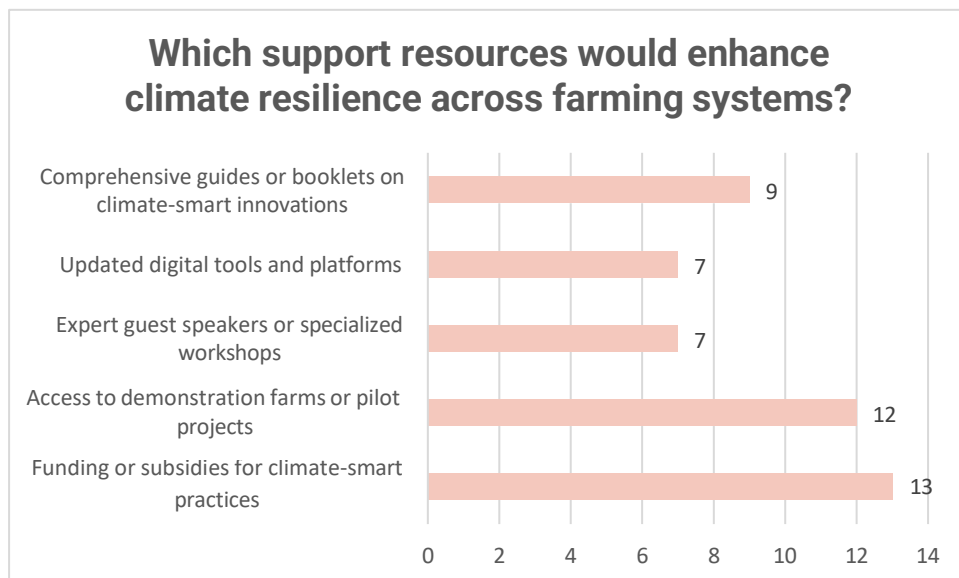 Which support resources would enhance
climate resilience across farming systems?
Comprehensive guides or booklets on
climate-smart innovations
9
Updated digital tools and platforms
7
Expert guest speakers or specialized
workshops
7
Access to demonstration farms or pilot
projects
12
Funding or subsidies for climate-smart
practices
13
0 2 4 6 8 10 12 14